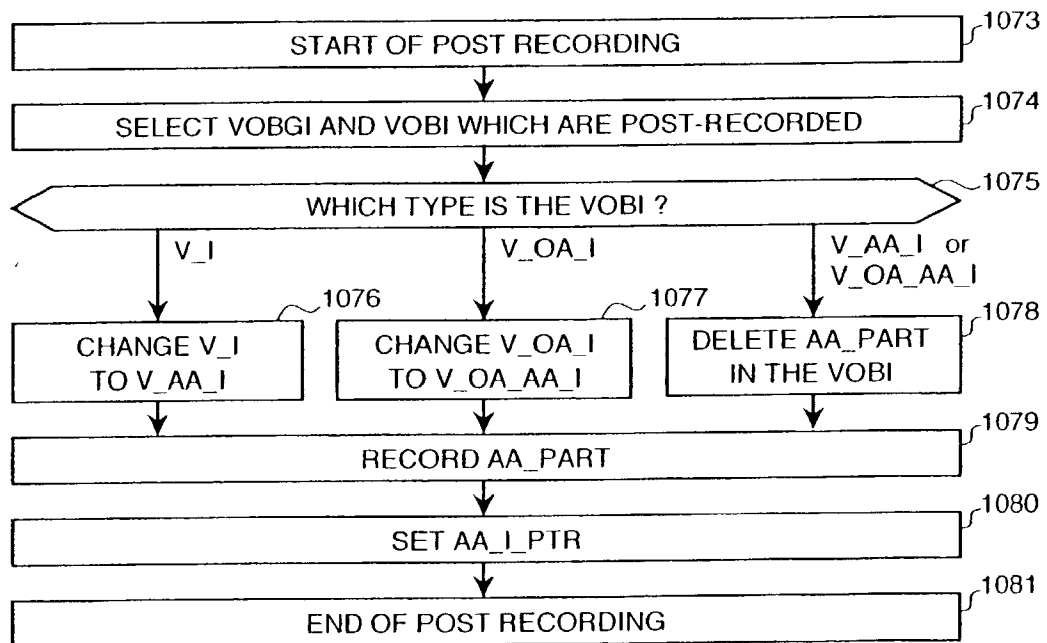 START OF POST RECORDING
1073
SELECT VOBGI AND VOBI WHICH ARE POST-RECORDED
1074
WHICH TYPE IS THE VOBI ?
1075
V_I
V_OA_I
V_AA_I or
V_OA_AA_I
1076
CHANGE V_I
TO V_AA_I
1077
CHANGE V_OA_I
TO V_OA_AA_I
1078
DELETE AA_PART
IN THE VOBI
RECORD AA_PART
1079
SET AA_I_PTR
1080
END OF POST RECORDING
1081